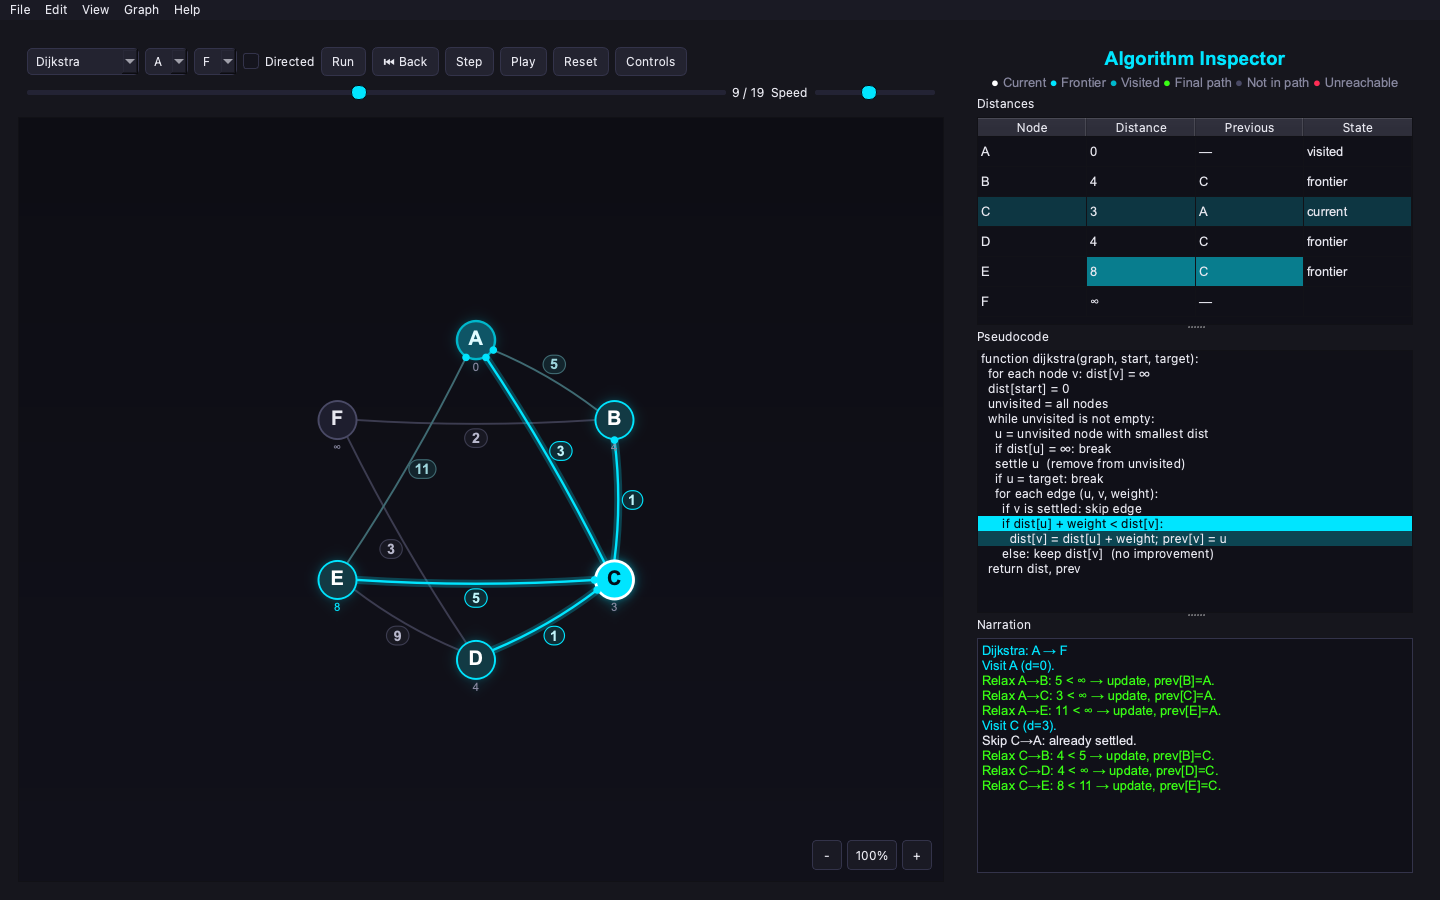 File Edit View Graph Help
Dijkstra A F Directed Run ⏮ Back Step Play Reset Controls
9 / 19 Speed
A
0
5
F
∞
B
2
3
11
1
3
E
8
C
3
5
9
1
D
4
- 100% +
Algorithm Inspector
● Current ● Frontier ● Visited ● Final path ● Not in path ● Unreachable
Distances
Node Distance Previous State
A 0 — visited
B 4 C frontier
C 3 A current
D 4 C frontier
E 8 C frontier
F ∞ —
Pseudocode
function dijkstra(graph, start, target):
for each node v: dist[v] = ∞
dist[start] = 0
unvisited = all nodes
while unvisited is not empty:
u = unvisited node with smallest dist
if dist[u] = ∞: break
settle u (remove from unvisited)
if u = target: break
for each edge (u, v, weight):
if v is settled: skip edge
if dist[u] + weight < dist[v]:
dist[v] = dist[u] + weight; prev[v] = u
else: keep dist[v] (no improvement)
return dist, prev
Narration
Dijkstra: A → F
Visit A (d=0).
Relax A→B: 5 < ∞ → update, prev[B]=A.
Relax A→C: 3 < ∞ → update, prev[C]=A.
Relax A→E: 11 < ∞ → update, prev[E]=A.
Visit C (d=3).
Skip C→A: already settled.
Relax C→B: 4 < 5 → update, prev[B]=C.
Relax C→D: 4 < ∞ → update, prev[D]=C.
Relax C→E: 8 < 11 → update, prev[E]=C.